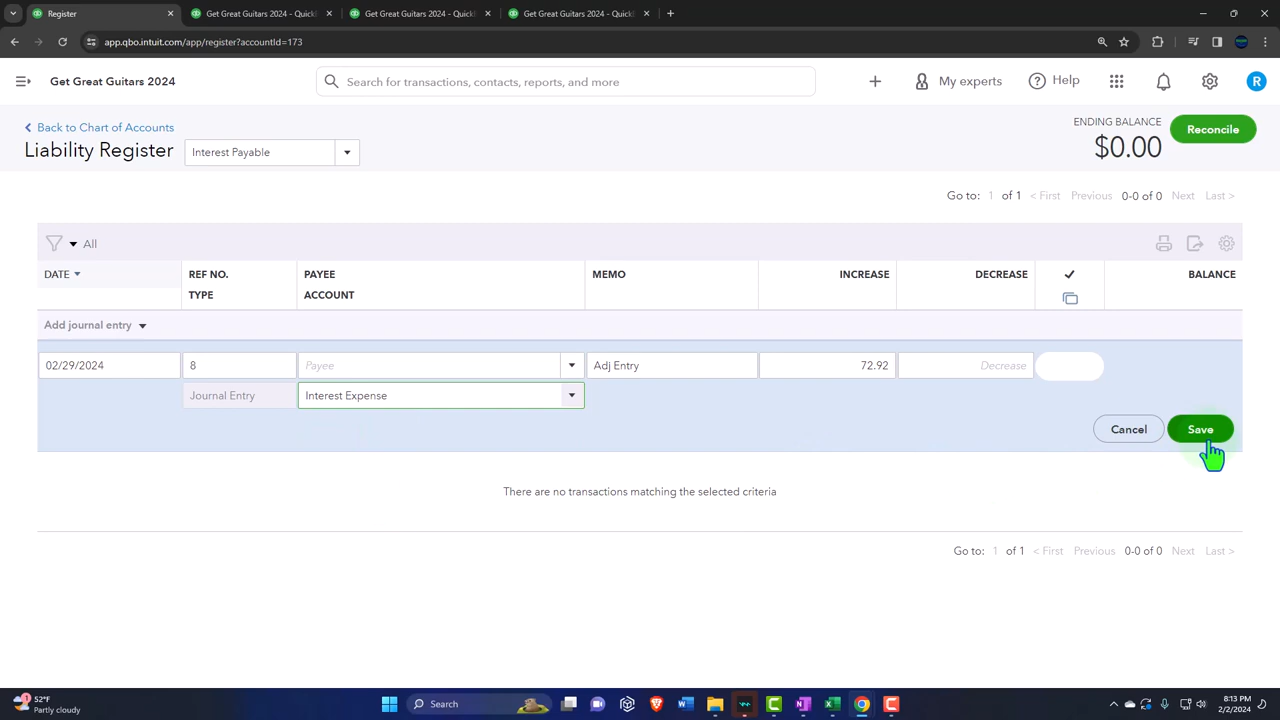 Register
Get Great Guitars 2024 - QuickB
Get Great Guitars 2024 - QuickB
Get Great Guitars 2024 - QuickB
app.qbo.intuit.com/app/register?accountId=173
Get Great Guitars 2024
Search for transactions, contacts, reports, and more
My experts
Help
R
Back to Chart of Accounts
Liability Register
Interest Payable
ENDING BALANCE
$0.00
Reconcile
Go to: 1 of 1 < First Previous 0-0 of 0 Next Last >
All
DATE REF NO. PAYEE MEMO INCREASE DECREASE BALANCE
TYPE ACCOUNT
Add journal entry
02/29/2024 8 Payee Adj Entry 72.92 Decrease
Journal Entry Interest Expense
Cancel Save
There are no transactions matching the selected criteria
Go to: 1 of 1 < First Previous 0-0 of 0 Next Last >
1
52°F
Partly cloudy
Search
8:13 PM
2/2/2024